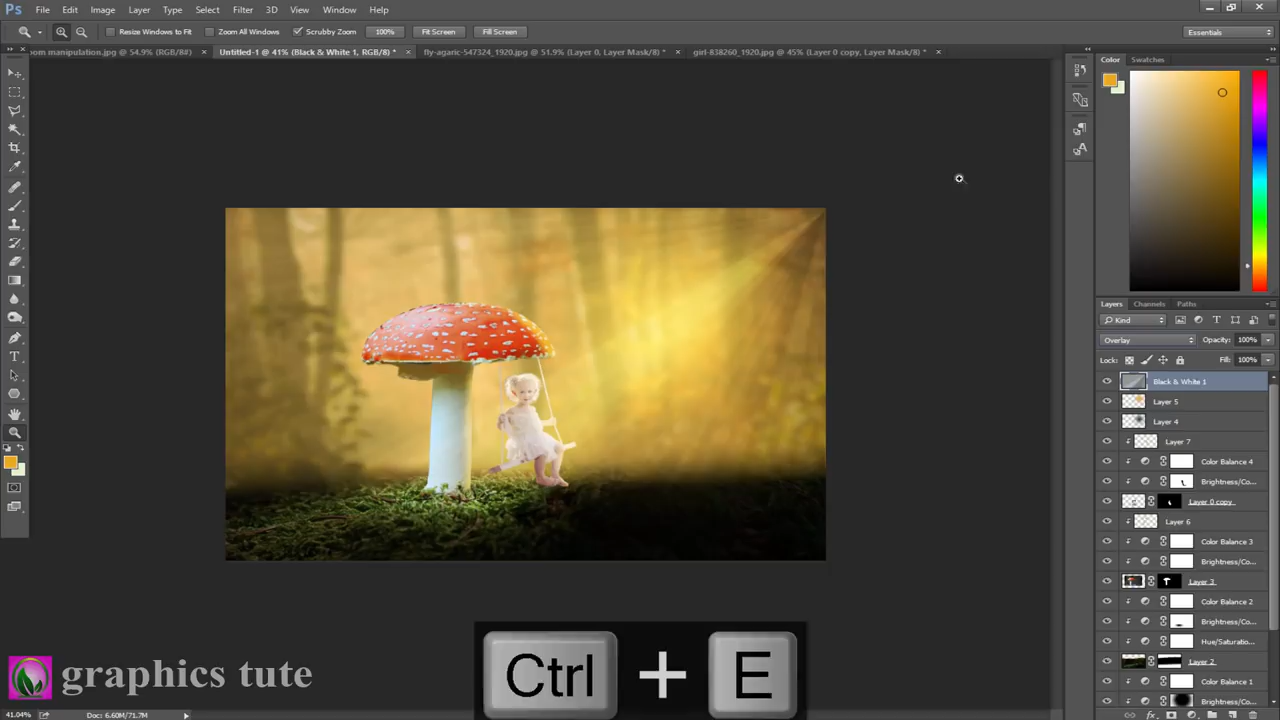 Ps File Edit Image Layer Type Select Filter 3D View Window Help
Resize Windows to Fit Zoom All Windows Scrubby Zoom 100% Fit Screen Fill Screen Essentials
oom manipulation.jpg @ 54.9% (RGB/8#) × Untitled-1 @ 41% (Black & White 1, RGB/8) * × fly-agaric-547324_1920.jpg @ 51.9% (Layer 0, Layer Mask/8) * × girl-838260_1920.jpg @ 45% (Layer 0 copy, Layer Mask/8) * ×
Color Swatches
Layers Channels Paths
Kind
Overlay Opacity: 100%
Lock: Fill: 100%
Black & White 1
Layer 5
Layer 4
Layer 7
Color Balance 4
Brightness/Co...
Layer 0 copy
Layer 6
Color Balance 3
Brightness/Co...
Layer 3
Color Balance 2
Brightness/Co...
Hue/Saturatio...
Layer 2
Color Balance 1
Brightness/Co...
graphics tute
Ctrl + E
41.04% Doc: 6.60M/71.7M